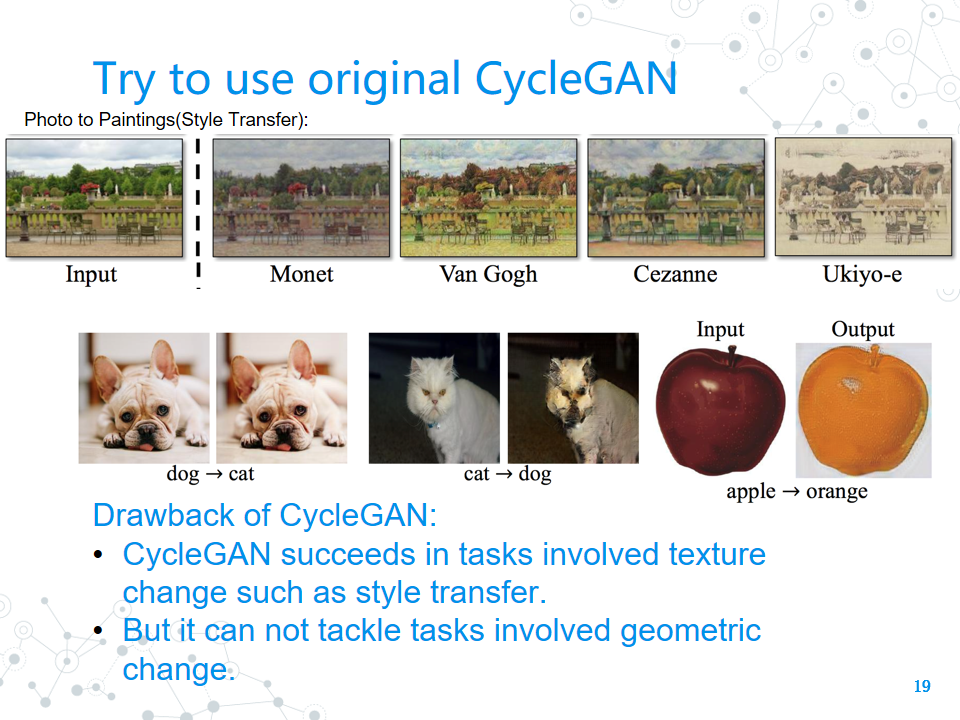 Try to use original CycleGAN
Photo to Paintings(Style Transfer):
Input
Monet
Van Gogh
Cezanne
Ukiyo-e
Input
Output
dog → cat
cat → dog
apple → orange
Drawback of CycleGAN:
• CycleGAN succeeds in tasks involved texture
change such as style transfer.
• But it can not tackle tasks involved geometric
change.
19